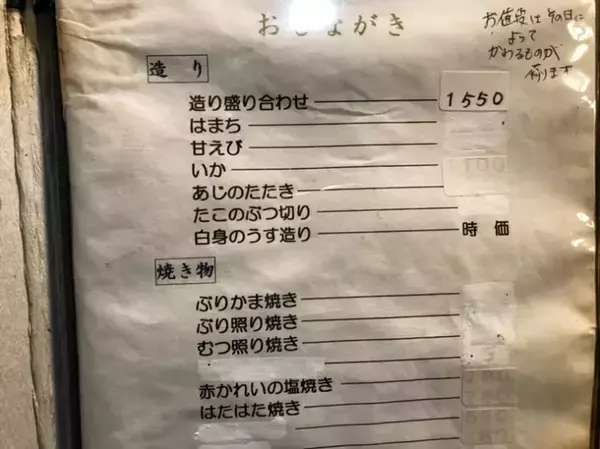 おしながき
お値段は その日に
よって
かわるものが
有ります
造り
造り盛り合わせ 1550
はまち
甘えび
いか
あじのたたき
たこのぶつ切り
白身のうす造り 時価
焼き物
ぶりかま焼き
ぶり照り焼き
むつ照り焼き
赤かれいの塩焼き
はたはた焼き